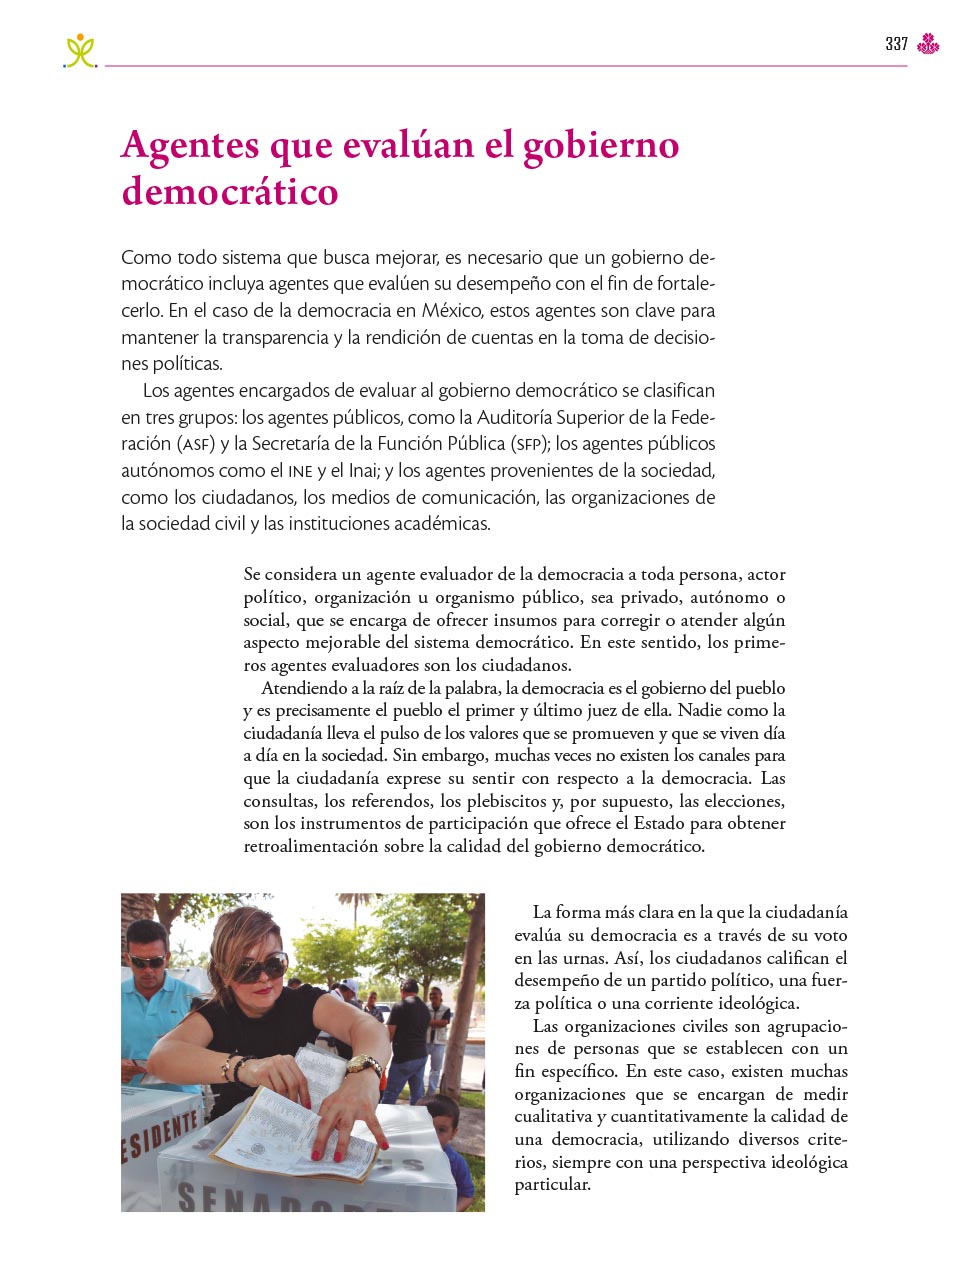 337
Agentes que evalúan el gobierno
democrático
Como todo sistema que busca mejorar, es necesario que un gobierno de-
mocrático incluya agentes que evalúen su desempeño con el fin de fortale-
cerlo. En el caso de la democracia en México, estos agentes son clave para
mantener la transparencia y la rendición de cuentas en la toma de decisio-
nes políticas.
Los agentes encargados de evaluar al gobierno democrático se clasifican
en tres grupos: los agentes públicos, como la Auditoría Superior de la Fede-
ración (ASF) y la Secretaría de la Función Pública (SFP); los agentes públicos
autónomos como el INE y el Inai; y los agentes provenientes de la sociedad,
como los ciudadanos, los medios de comunicación, las organizaciones de
la sociedad civil y las instituciones académicas.
Se considera un agente evaluador de la democracia a toda persona, actor
político, organización u organismo público, sea privado, autónomo o
social, que se encarga de ofrecer insumos para corregir o atender algún
aspecto mejorable del sistema democrático. En este sentido, los prime-
ros agentes evaluadores son los ciudadanos.
Atendiendo a la raíz de la palabra, la democracia es el gobierno del pueblo
y es precisamente el pueblo el primer y último juez de ella. Nadie como la
ciudadanía lleva el pulso de los valores que se promueven y que se viven día
a día en la sociedad. Sin embargo, muchas veces no existen los canales para
que la ciudadanía exprese su sentir con respecto a la democracia. Las
consultas, los referendos, los plebiscitos y, por supuesto, las elecciones,
son los instrumentos de participación que ofrece el Estado para obtener
retroalimentación sobre la calidad del gobierno democrático.
La forma más clara en la que la ciudadanía
evalúa su democracia es a través de su voto
en las urnas. Así, los ciudadanos califican el
desempeño de un partido político, una fuer-
za política o una corriente ideológica.
Las organizaciones civiles son agrupacio-
nes de personas que se establecen con un
fin específico. En este caso, existen muchas
organizaciones que se encargan de medir
cualitativa y cuantitativamente la calidad de
una democracia, utilizando diversos crite-
rios, siempre con una perspectiva ideológica
particular.
ESIDENTE
SENADORE